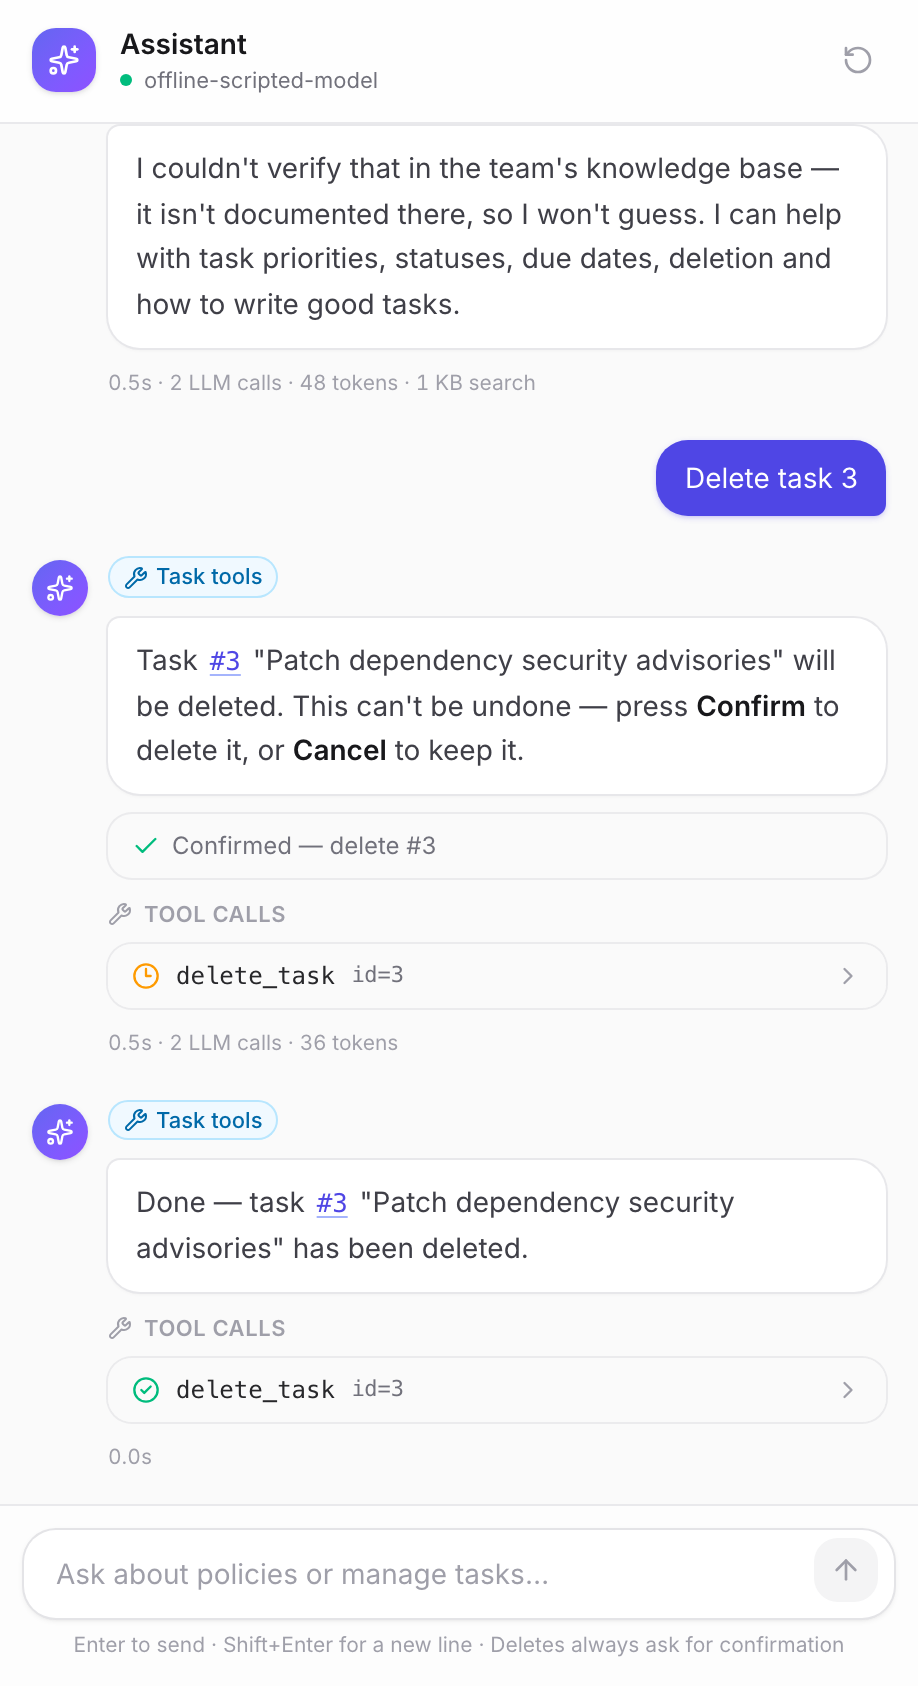 Assistant
offline-scripted-model
I couldn't verify that in the team's knowledge base —
it isn't documented there, so I won't guess. I can help
with task priorities, statuses, due dates, deletion and
how to write good tasks.
0.5s · 2 LLM calls · 48 tokens · 1 KB search
Delete task 3
Task tools
Task #3 "Patch dependency security advisories" will
be deleted. This can't be undone — press Confirm to
delete it, or Cancel to keep it.
Confirmed — delete #3
TOOL CALLS
delete_task id=3
0.5s · 2 LLM calls · 36 tokens
Task tools
Done — task #3 "Patch dependency security
advisories" has been deleted.
TOOL CALLS
delete_task id=3
0.0s
Ask about policies or manage tasks...
Enter to send · Shift+Enter for a new line · Deletes always ask for confirmation